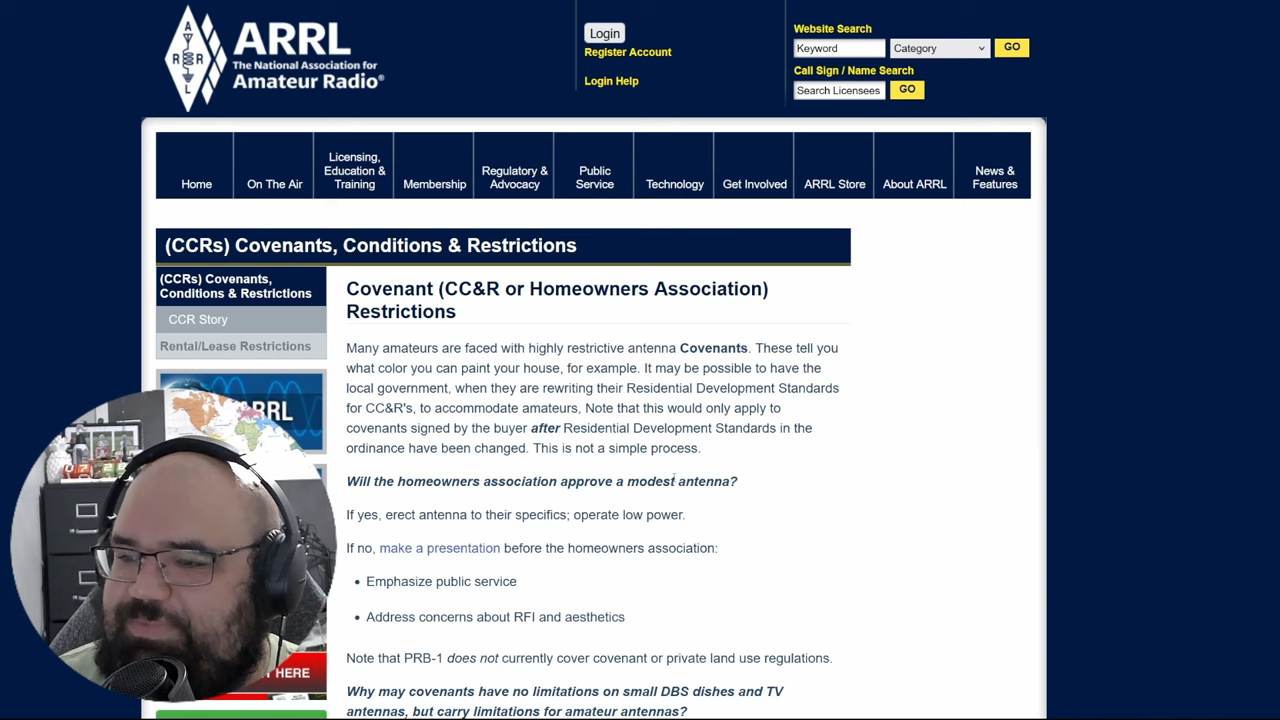 ARRL
The National Association for
Amateur Radio®
A
R R
L
Login
Register Account
Login Help
Website Search
Keyword
Category
GO
Call Sign / Name Search
Search Licensees
GO
Home
On The Air
Licensing,
Education &
Training
Membership
Regulatory &
Advocacy
Public
Service
Technology
Get Involved
ARRL Store
About ARRL
News &
Features
(CCRs) Covenants, Conditions & Restrictions
(CCRs) Covenants,
Conditions & Restrictions
CCR Story
Rental/Lease Restrictions
ARRL
HERE
Covenant (CC&R or Homeowners Association)
Restrictions
Many amateurs are faced with highly restrictive antenna Covenants. These tell you
what color you can paint your house, for example. It may be possible to have the
local government, when they are rewriting their Residential Development Standards
for CC&R's, to accommodate amateurs, Note that this would only apply to
covenants signed by the buyer after Residential Development Standards in the
ordinance have been changed. This is not a simple process.
Will the homeowners association approve a modest antenna?
If yes, erect antenna to their specifics; operate low power.
If no, make a presentation before the homeowners association:
• Emphasize public service
• Address concerns about RFI and aesthetics
Note that PRB-1 does not currently cover covenant or private land use regulations.
Why may covenants have no limitations on small DBS dishes and TV
antennas, but carry limitations for amateur antennas?